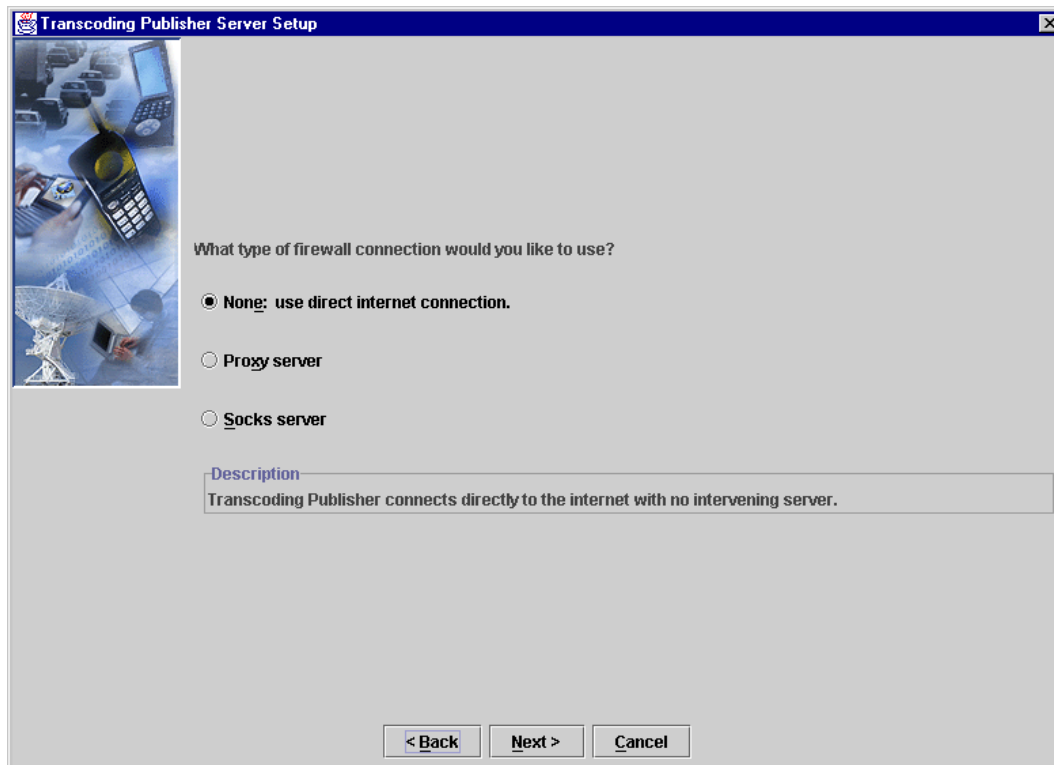 Transcoding Publisher Server Setup
What type of firewall connection would you like to use?
None: use direct internet connection.
Proxy server
Socks server
Description
Transcoding Publisher connects directly to the internet with no intervening server.
< Back
Next >
Cancel